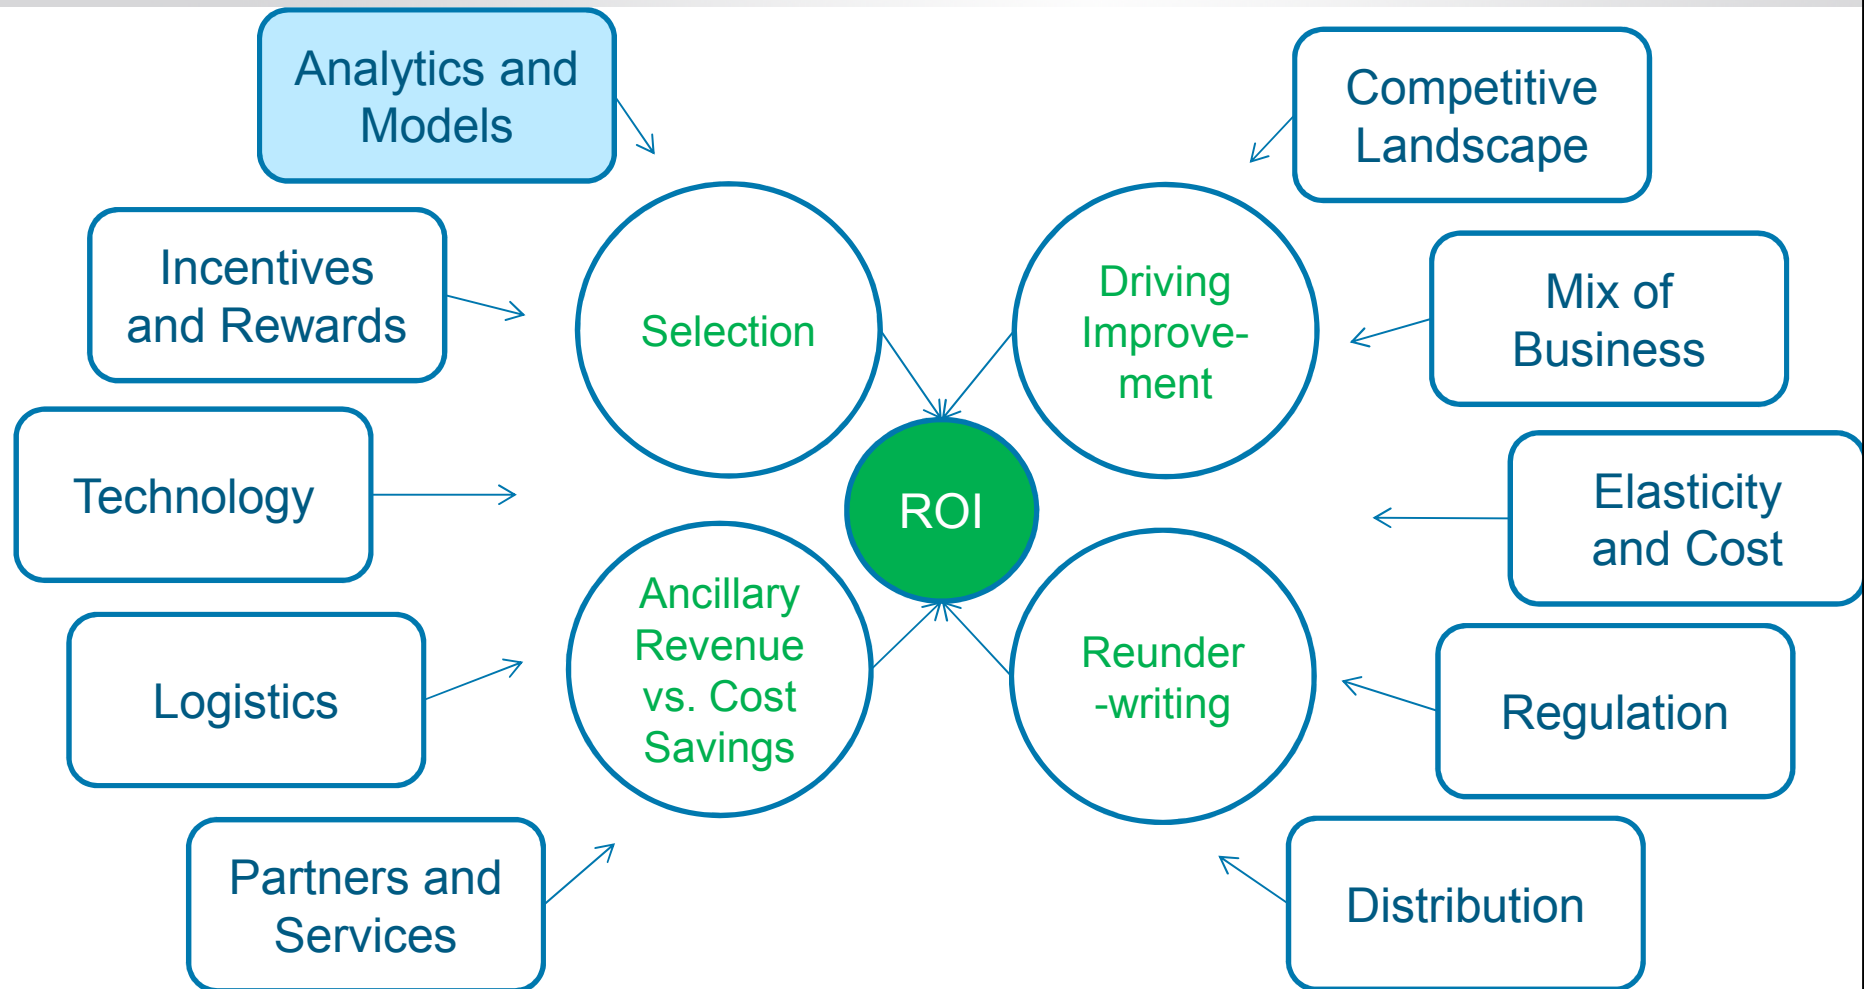 Analytics and
Models
Competitive
Landscape
Incentives
and Rewards
Selection
Driving
Improve-
ment
Mix of
Business
Technology
ROI
Elasticity
and Cost
Logistics
Ancillary
Revenue
vs. Cost
Savings
Reunder
-writing
Regulation
Partners and
Services
Distribution